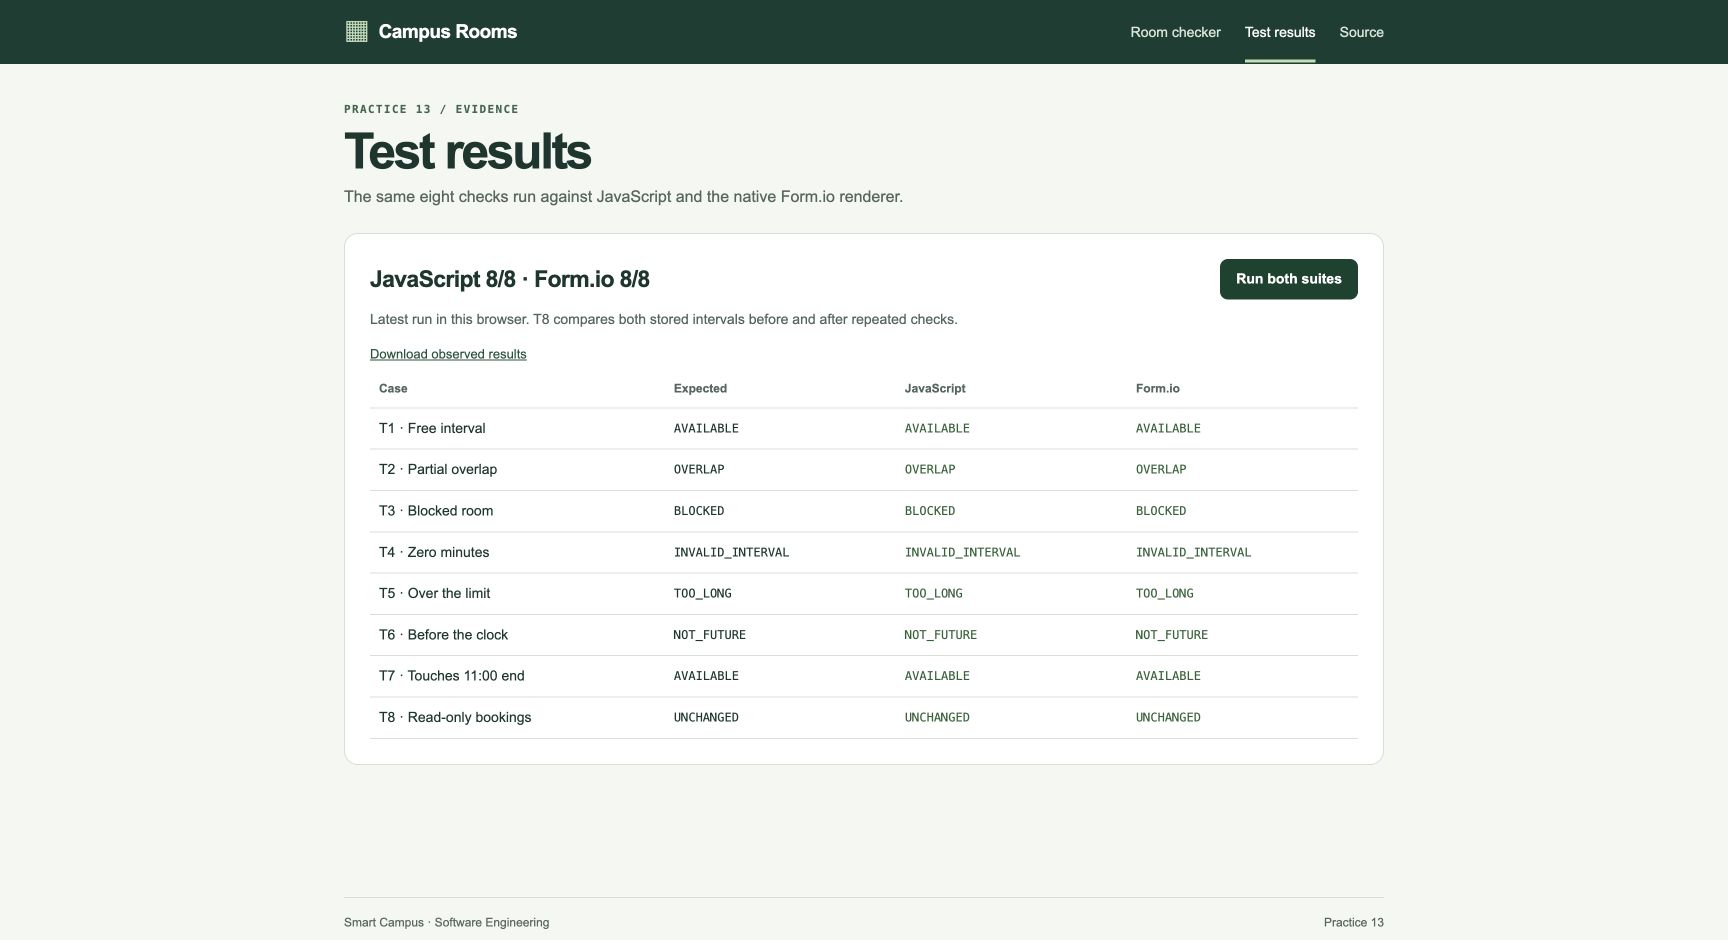 Campus Rooms
Room checker Test results Source
PRACTICE 13 / EVIDENCE
Test results
The same eight checks run against JavaScript and the native Form.io renderer.
JavaScript 8/8 · Form.io 8/8
Run both suites
Latest run in this browser. T8 compares both stored intervals before and after repeated checks.
Download observed results
Case Expected JavaScript Form.io
T1 · Free interval AVAILABLE AVAILABLE AVAILABLE
T2 · Partial overlap OVERLAP OVERLAP OVERLAP
T3 · Blocked room BLOCKED BLOCKED BLOCKED
T4 · Zero minutes INVALID_INTERVAL INVALID_INTERVAL INVALID_INTERVAL
T5 · Over the limit TOO_LONG TOO_LONG TOO_LONG
T6 · Before the clock NOT_FUTURE NOT_FUTURE NOT_FUTURE
T7 · Touches 11:00 end AVAILABLE AVAILABLE AVAILABLE
T8 · Read-only bookings UNCHANGED UNCHANGED UNCHANGED
Smart Campus · Software Engineering Practice 13